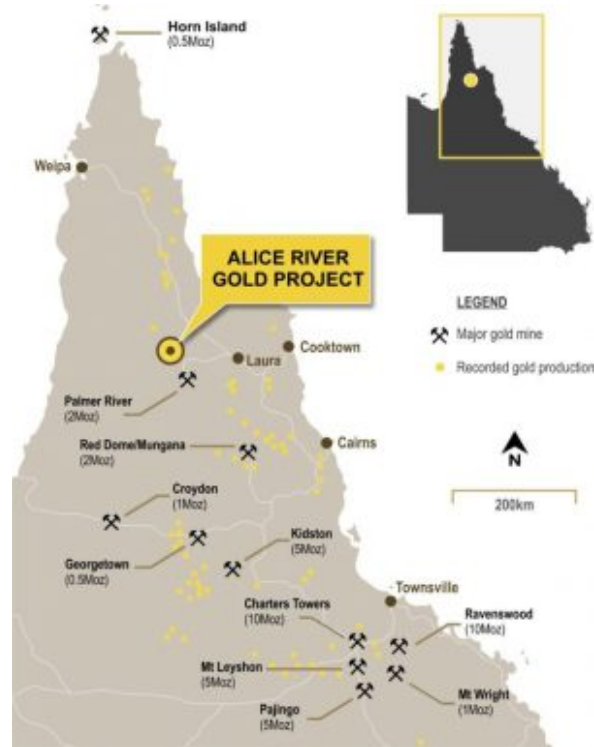 Horn Island
(0.5Moz)
Weipa
ALICE RIVER
GOLD PROJECT
LEGEND
Major gold mine
Recorded gold production
Cooktown
Laura
Palmer River
(2Moz)
Red Dome/Mungana
(2Moz)
Cairns
N
200km
Croydon
(1Moz)
Georgetown
(0.5Moz)
Kidston
(5Moz)
Townsville
Charters Towers
(10Moz)
Ravenswood
(10Moz)
Mt Leyshon
(5Moz)
Mt Wright
(1Moz)
Pajingo
(5Moz)